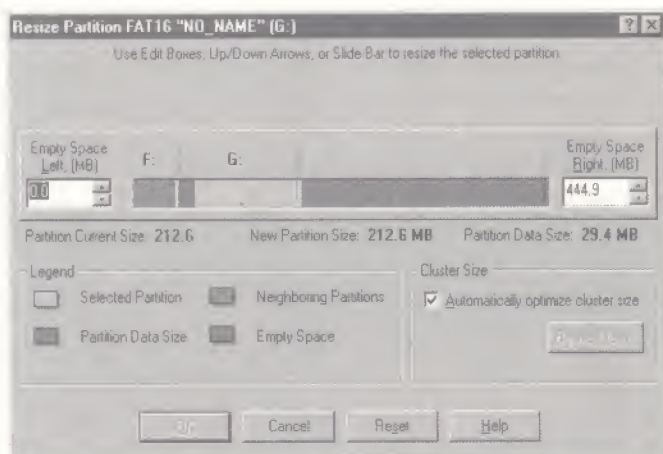 Resize Partition FAT16 "NO_NAME" (G:)
Use Edit Boxes, Up/Down Arrows, or Slide Bar to resize the selected partition
Empty Space
Left, (MB)
F:
G:
Empty Space
Right, (MB)
0.0
444.9
Partition Current Size: 212.6
New Partition Size: 212.6 MB
Partition Data Size: 29.4 MB
Legend
Cluster Size
Selected Partition
Neighboring Partitions
Automatically optimize cluster size
Partition Data Size
Empty Space
Cancel
Reset
Help